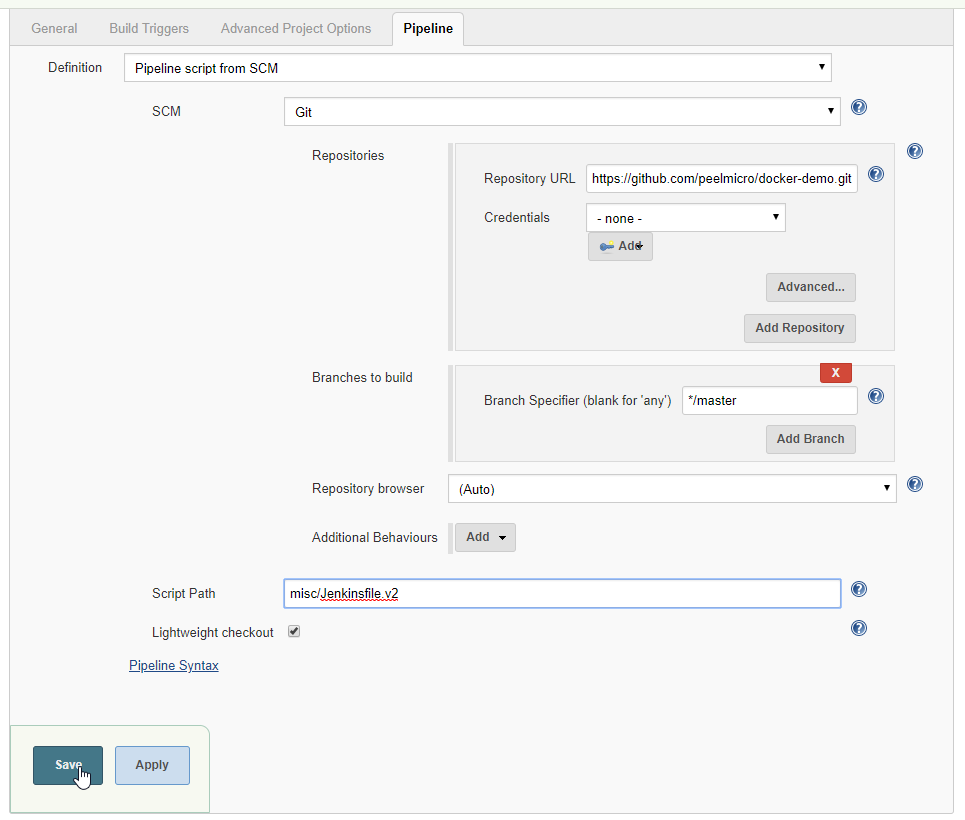 General Build Triggers Advanced Project Options Pipeline
Definition Pipeline script from SCM
SCM Git
Repositories
Repository URL https://github.com/peelmicro/docker-demo.git
Credentials - none -
Add
Advanced...
Add Repository
X
Branches to build
Branch Specifier (blank for 'any') */master
Add Branch
Repository browser (Auto)
Additional Behaviours Add
Script Path misc/Jenkinsfile.v2
Lightweight checkout
Pipeline Syntax
Save Apply